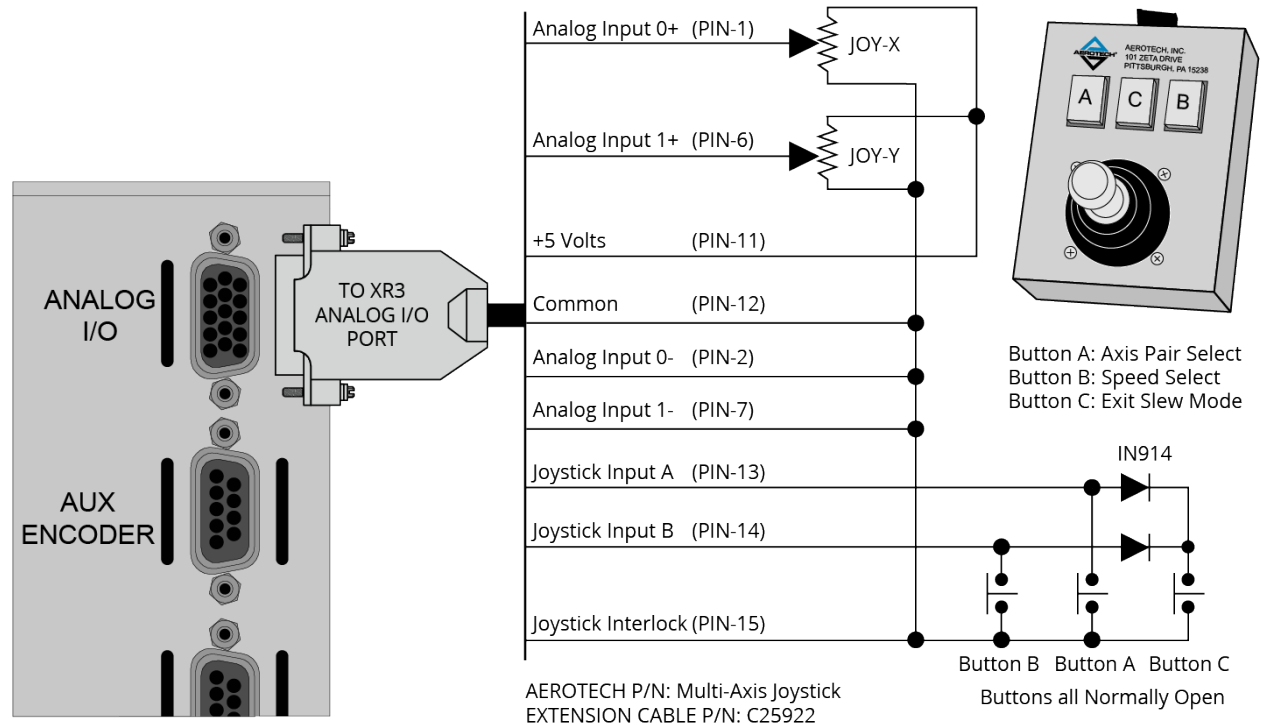 ANALOG
I/O
AUX
ENCODER
TO XR3
ANALOG I/O
PORT
Analog Input 0+ (PIN-1)
JOY-X
Analog Input 1+ (PIN-6)
JOY-Y
+5 Volts (PIN-11)
Common (PIN-12)
Analog Input 0- (PIN-2)
Analog Input 1- (PIN-7)
Joystick Input A (PIN-13)
Joystick Input B (PIN-14)
Joystick Interlock (PIN-15)
IN914
Button B Button A Button C
Buttons all Normally Open
AEROTECH P/N: Multi-Axis Joystick
EXTENSION CABLE P/N: C25922
AEROTECH
AEROTECH, INC.
101 ZETA DRIVE
PITTSBURGH, PA 15238
A C B
Button A: Axis Pair Select
Button B: Speed Select
Button C: Exit Slew Mode